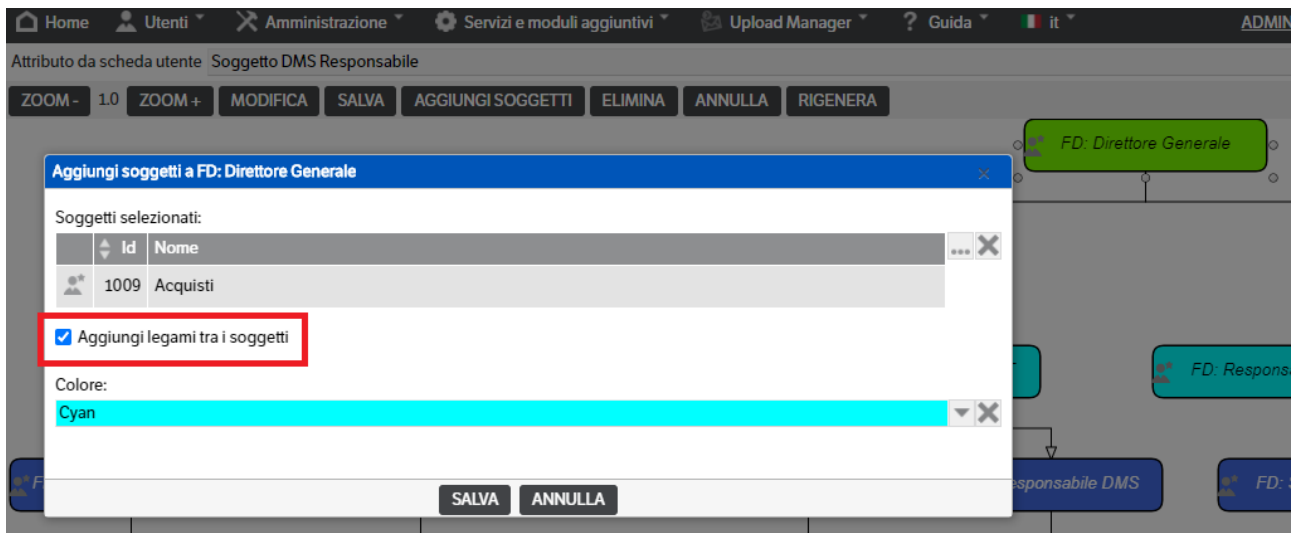 Home Utenti Amministrazione Servizi e moduli aggiuntivi Upload Manager ? Guida it ADMIN
Attributo da scheda utente Soggetto DMS Responsabile
ZOOM - 1.0 ZOOM + MODIFICA SALVA AGGIUNGI SOGGETTI ELIMINA ANNULLA RIGENERA
FD: Direttore Generale
Aggiungi soggetti a FD: Direttore Generale
Soggetti selezionati:
Id Nome
...
1009 Acquisti
Aggiungi legami tra i soggetti
FD: Respons
Colore:
Cyan
esponsabile DMS
FD:
SALVA ANNULLA